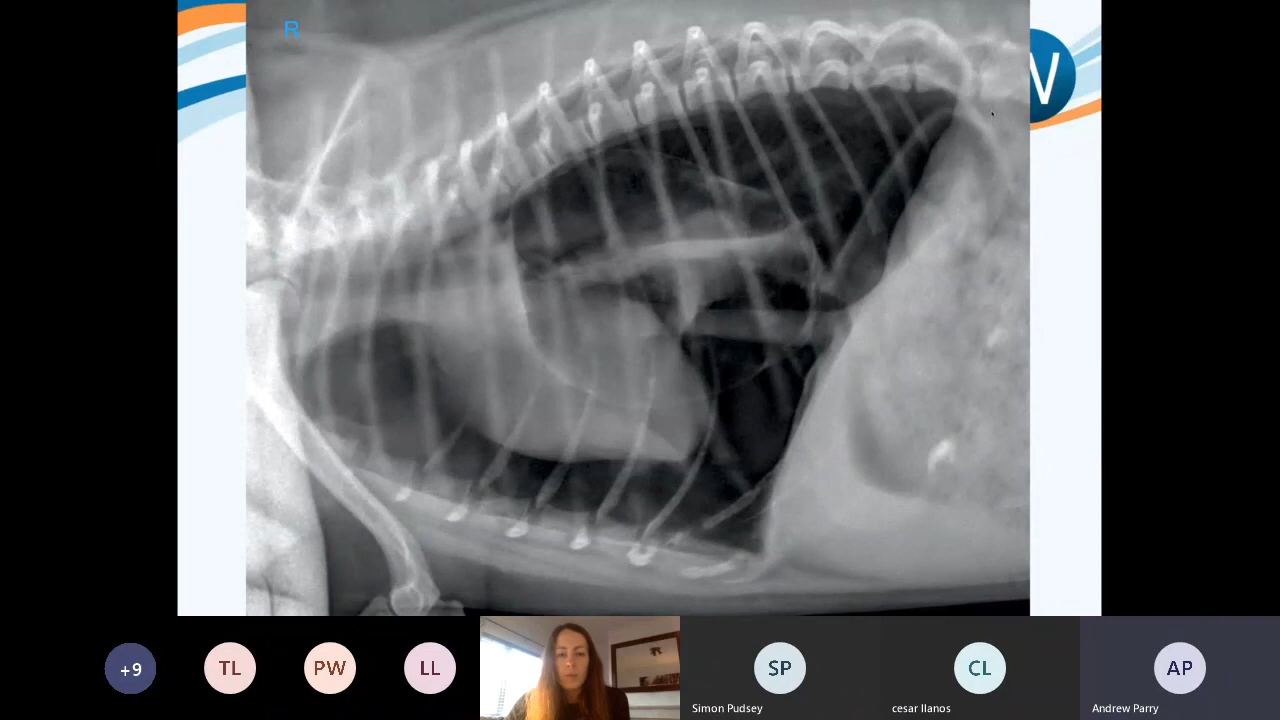 R
W
+9
TL
PW
LL
SP
CL
AP
Simon Pudsey
cesar llanos
Andrew Parry